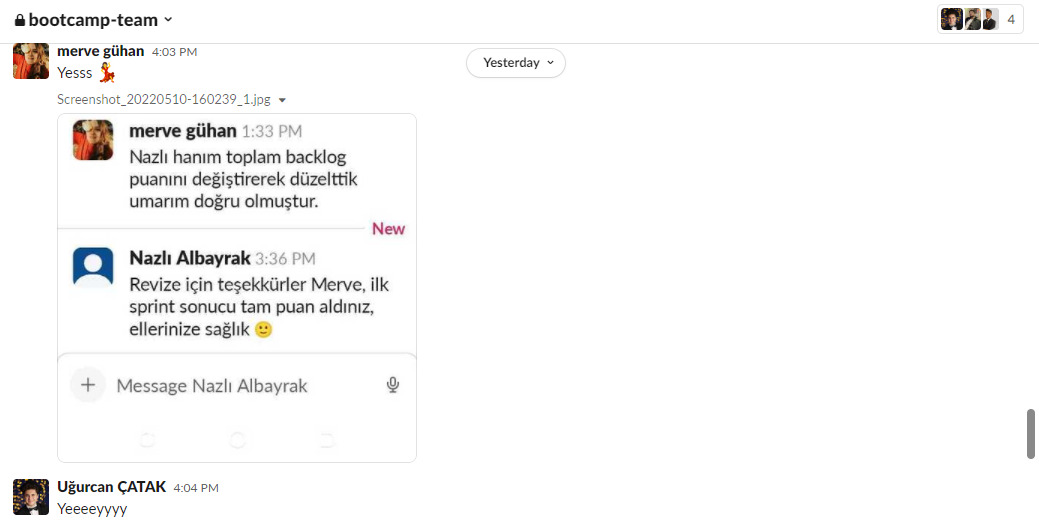 bootcamp-team
4
merve gühan 4:03 PM
Yesterday
Yesss 💃
Screenshot_20220510-160239_1.jpg
merve gühan 1:33 PM
Nazlı hanım toplam backlog
puanını değiştirerek düzelttik
umarım doğru olmuştur.
New
Nazlı Albayrak 3:36 PM
Revize için teşekkürler Merve, ilk
sprint sonucu tam puan aldınız,
ellerinize sağlık 🙂
Message Nazlı Albayrak
Uğurcan ÇATAK 4:04 PM
Yeeeeyyyy